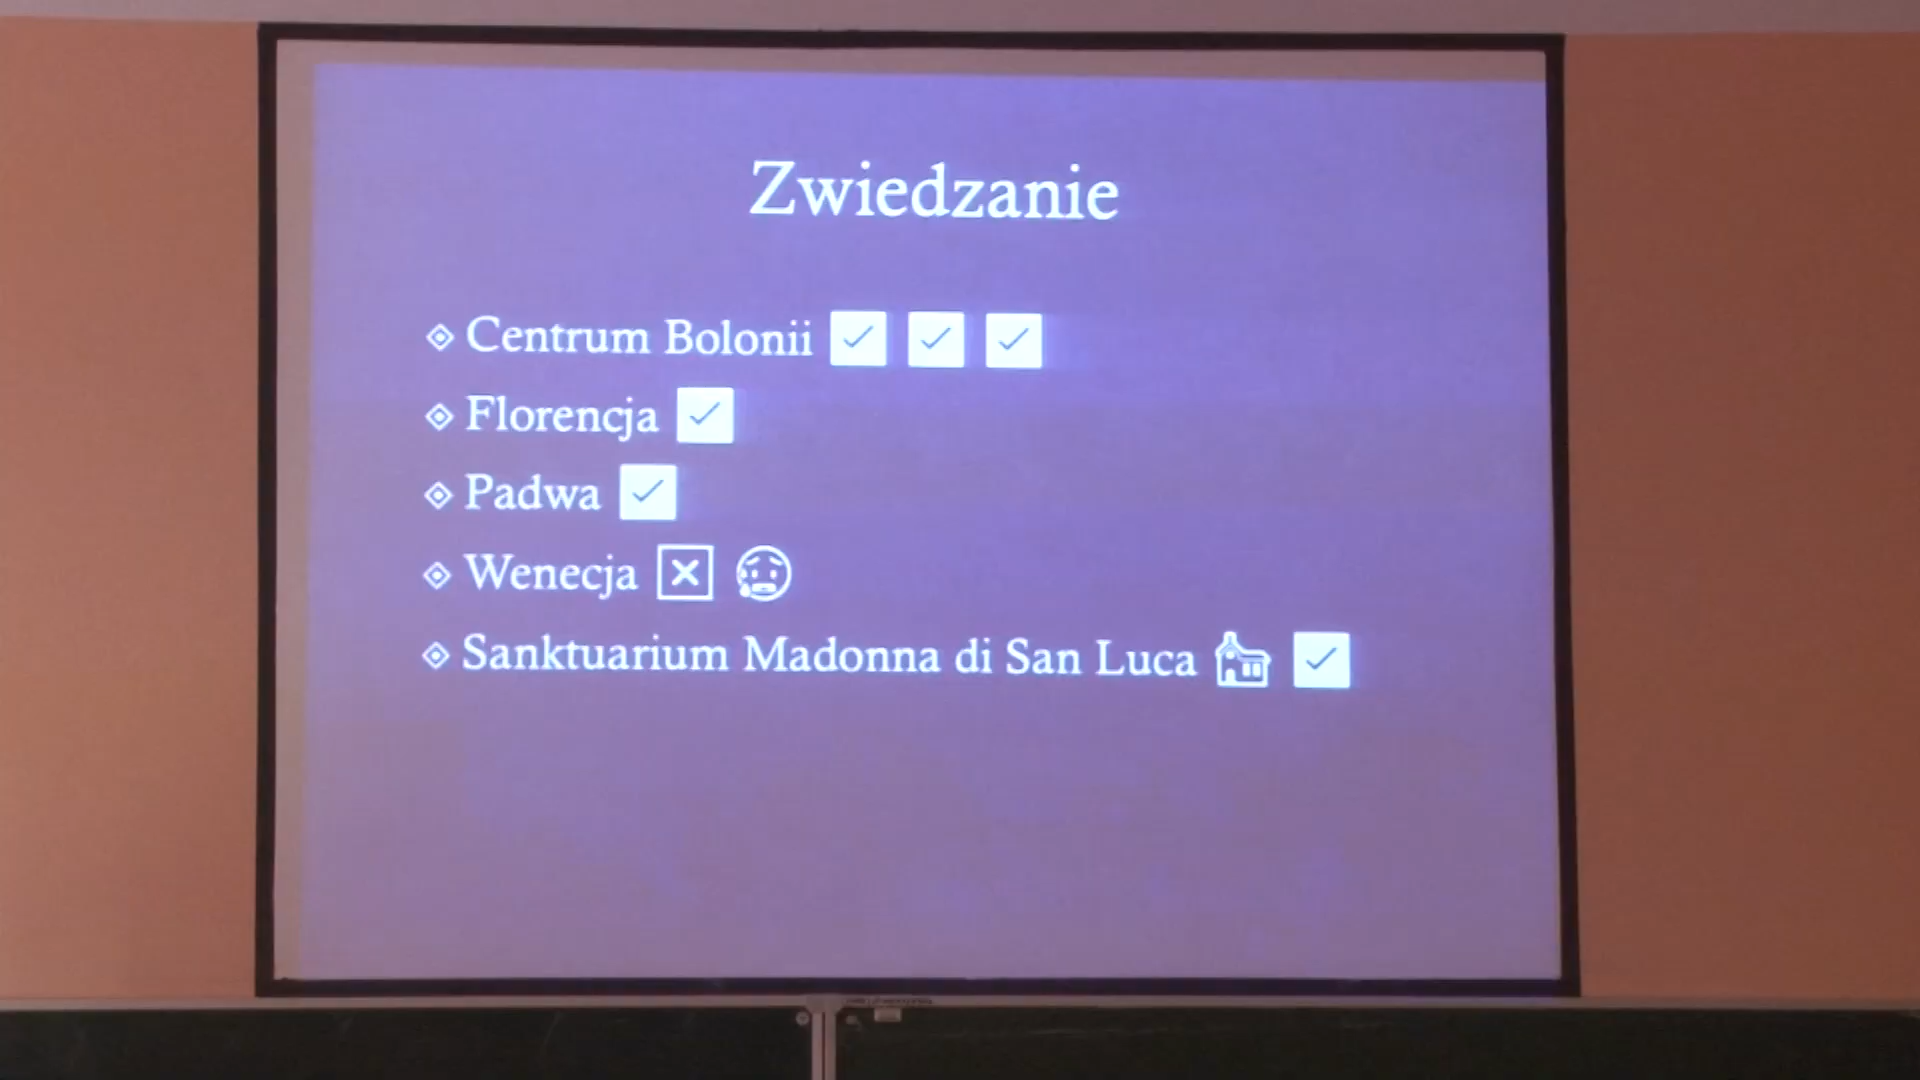 Zwiedzanie
Centrum Bolonii
Florencja
Padwa
Wenecja
Sanktuarium Madonna di San Luca